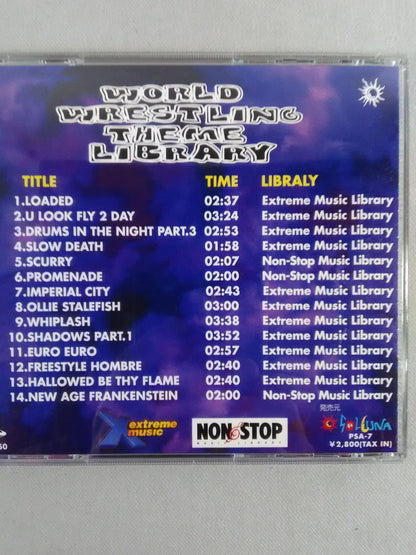 WORLD
WRESTLING
THEME
LIBRARY
TITLE TIME LIBRALY
1.LOADED 02:37 Extreme Music Library
2.U LOOK FLY 2 DAY 03:24 Extreme Music Library
3.DRUMS IN THE NIGHT PART.3 02:53 Extreme Music Library
4.SLOW DEATH 01:58 Extreme Music Library
5.SCURRY 02:07 Non-Stop Music Library
6.PROMENADE 02:00 Non-Stop Music Library
7.IMPERIAL CITY 02:43 Extreme Music Library
8.OLLIE STALEFISH 03:00 Extreme Music Library
9.WHIPLASH 03:38 Extreme Music Library
10.SHADOWS PART.1 03:52 Extreme Music Library
11.EURO EURO 02:57 Extreme Music Library
12.FREESTYLE HOMBRE 02:40 Extreme Music Library
13.HALLOWED BE THY FLAME 02:40 Extreme Music Library
14.NEW AGE FRANKENSTEIN 02:00 Non-Stop Music Library
X extreme music
NON STOP
MUSIC LIBRARY
発売元
SolLuna
PSA-7
¥2,800(TAX IN)